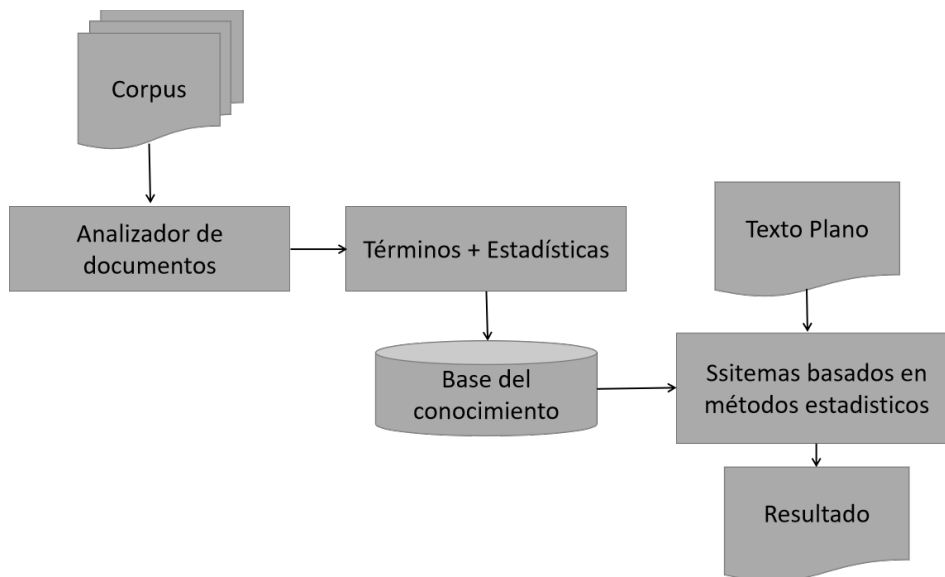 Corpus
Analizador de
documentos
Términos + Estadísticas
Texto Plano
Base del
conocimiento
Ssitemas basados en
métodos estadisticos
Resultado